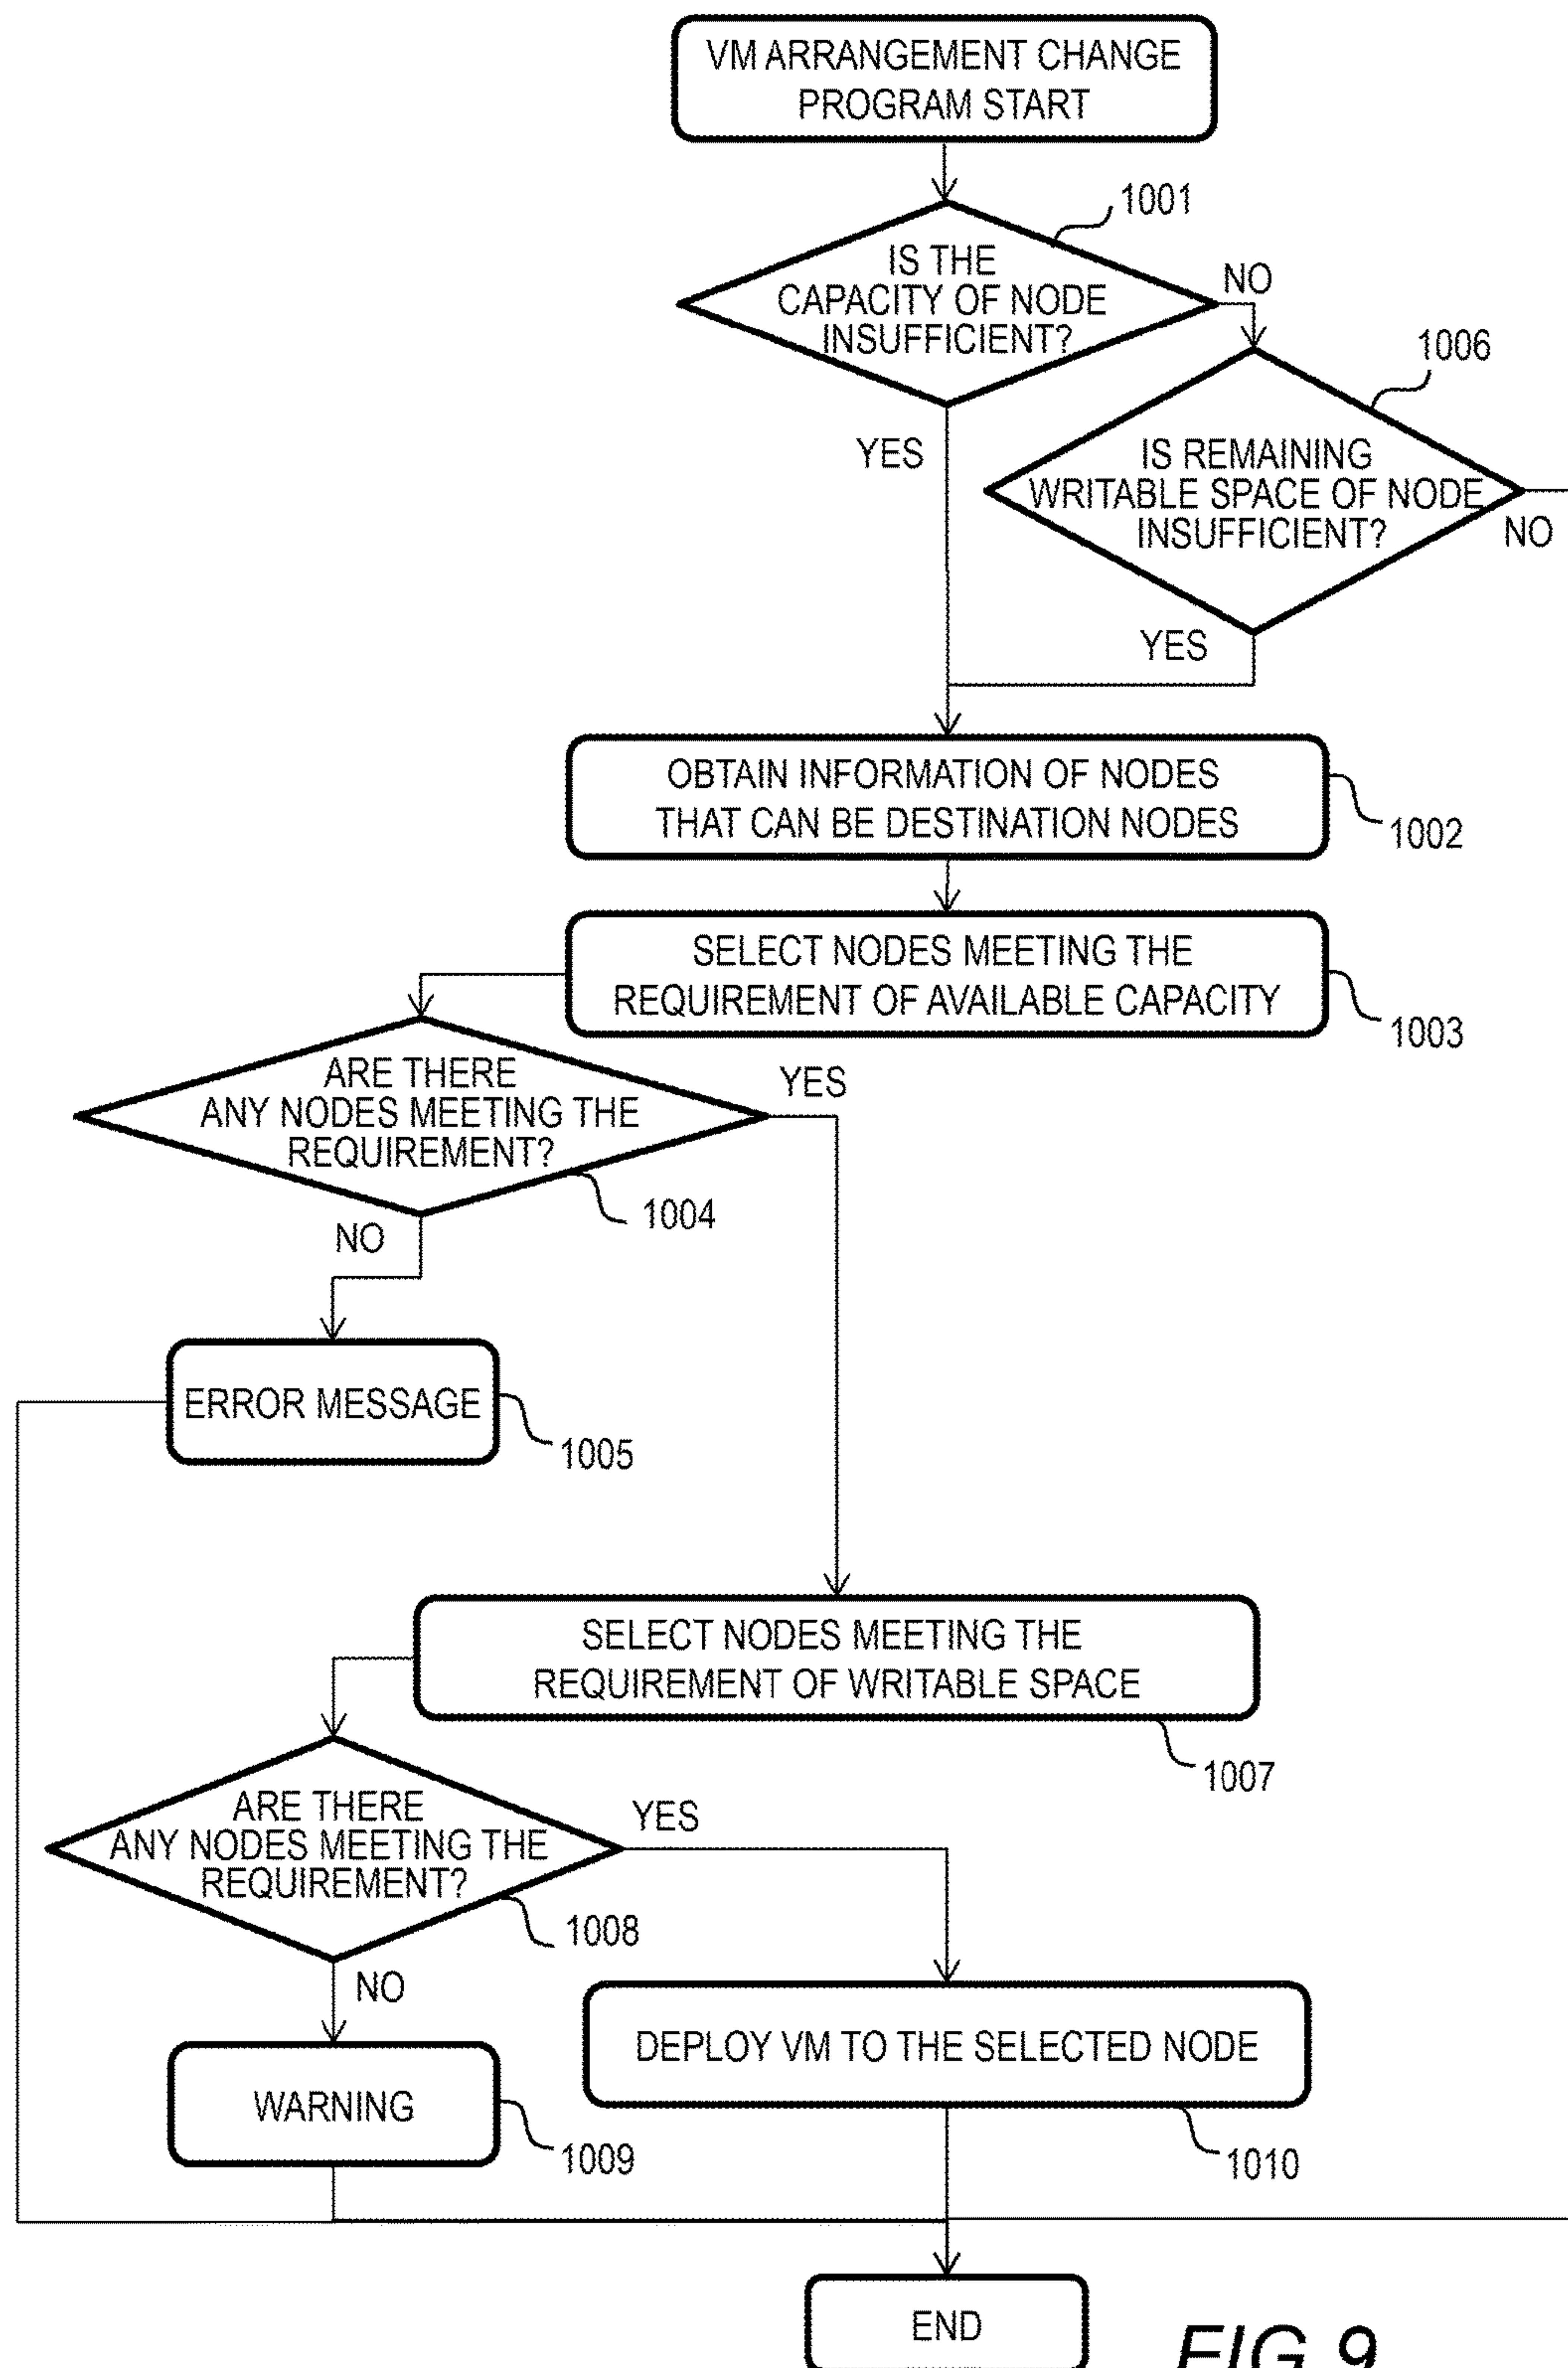 VM ARRANGEMENT CHANGE
PROGRAM START
1001
IS THE
CAPACITY OF NODE
INSUFFICIENT?
NO
1006
YES
IS REMAINING
WRITABLE SPACE OF NODE
INSUFFICIENT?
NO
YES
OBTAIN INFORMATION OF NODES
THAT CAN BE DESTINATION NODES
1002
SELECT NODES MEETING THE
REQUIREMENT OF AVAILABLE CAPACITY
1003
ARE THERE
ANY NODES MEETING THE
REQUIREMENT?
YES
1004
NO
ERROR MESSAGE
1005
SELECT NODES MEETING THE
REQUIREMENT OF WRITABLE SPACE
1007
ARE THERE
ANY NODES MEETING THE
REQUIREMENT?
YES
1008
NO
DEPLOY VM TO THE SELECTED NODE
WARNING
1009
1010
END
FIG.9